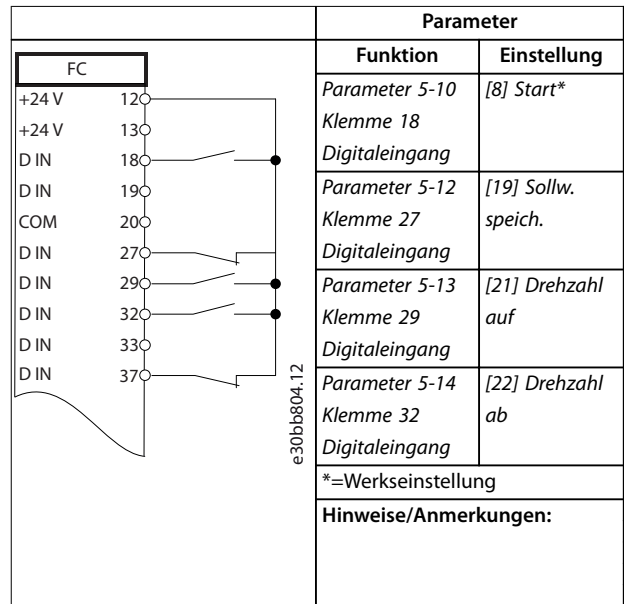 FC
+24 V 12
+24 V 13
D IN 18
D IN 19
COM 20
D IN 27
D IN 29
D IN 32
D IN 33
D IN 37
e30bb804.12
Parameter
Funktion Einstellung
Parameter 5-10 [8] Start*
Klemme 18
Digitaleingang
Parameter 5-12 [19] Sollw.
Klemme 27 speich.
Digitaleingang
Parameter 5-13 [21] Drehzahl
Klemme 29 auf
Digitaleingang
Parameter 5-14 [22] Drehzahl
Klemme 32 ab
Digitaleingang
*=Werkseinstellung
Hinweise/Anmerkungen: